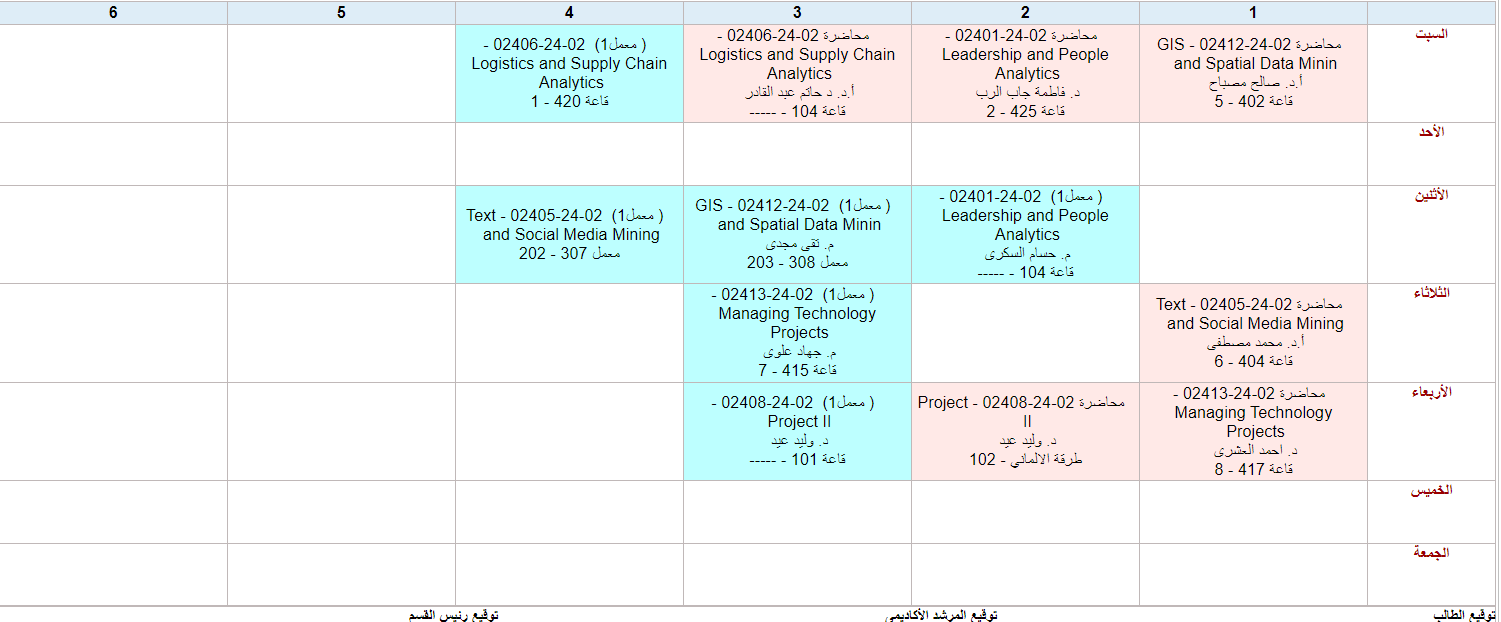 1
2
3
4
5
6
السبت
محاضرة GIS - 02412-24-02
and Spatial Data Minin
أ.د. صالح مصباح
قاعة 402 - 5
محاضرة 02401-24-02 -
Leadership and People
Analytics
د. فاطمة جاب الرب
قاعة 425 - 2
محاضرة 02406-24-02 -
Logistics and Supply Chain
Analytics
أ.د. د حاتم عبد القادر
قاعة 104 - -----
( معمل1) 02406-24-02 -
Logistics and Supply Chain
Analytics
قاعة 420 - 1
الأحد
الأثنين
( معمل1) 02401-24-02 -
Leadership and People
Analytics
م. حسام السكرى
قاعة 104 - -----
( معمل1) GIS - 02412-24-02
and Spatial Data Minin
م. تقى مجدى
معمل 308 - 203
( معمل1) Text - 02405-24-02
and Social Media Mining
معمل 307 - 202
الثلاثاء
محاضرة Text - 02405-24-02
and Social Media Mining
أ.د. محمد مصطفى
قاعة 404 - 6
( معمل1) 02413-24-02 -
Managing Technology
Projects
م. جهاد علوى
قاعة 415 - 7
الأربعاء
محاضرة 02413-24-02 -
Managing Technology
Projects
د. احمد العشرى
قاعة 417 - 8
محاضرة Project - 02408-24-02
II
د. وليد عيد
طرقة الالماني - 102
( معمل1) 02408-24-02 -
Project II
د. وليد عيد
قاعة 101 - -----
الخميس
الجمعة
توقيع الطالب
توقيع المرشد الأكاديمى
توقيع رئيس القسم